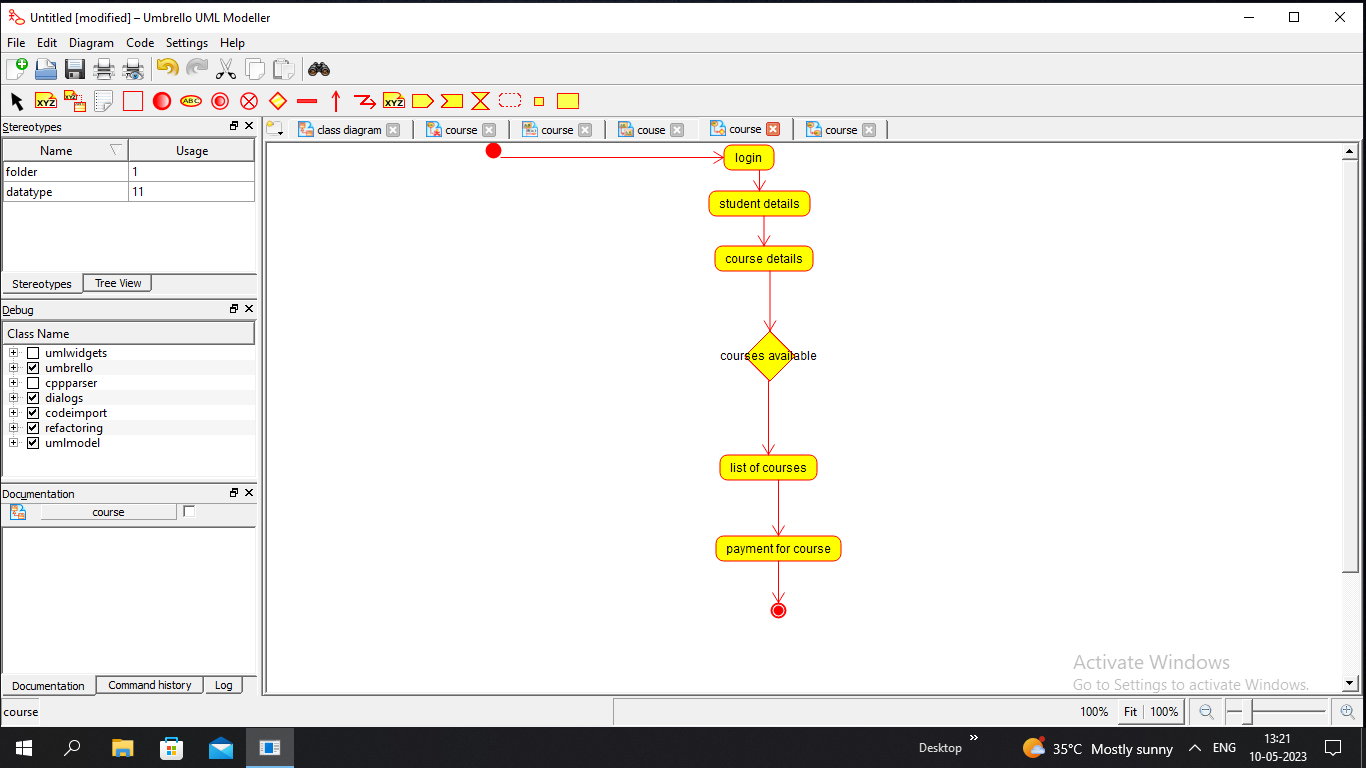 Untitled [modified] – Umbrello UML Modeller
File Edit Diagram Code Settings Help
XYZ XYZ ABC XYZ
Stereotypes
class diagram course course couse course course
Name Usage
folder 1
datatype 11
Stereotypes Tree View
Debug
Class Name
umlwidgets
umbrello
cppparser
dialogs
codeimport
refactoring
umlmodel
Documentation
course
Documentation Command history Log
login
student details
course details
courses available
list of courses
payment for course
Activate Windows
Go to Settings to activate Windows.
course
100% Fit 100%
Desktop » 35°C Mostly sunny ENG 13:21
10-05-2023